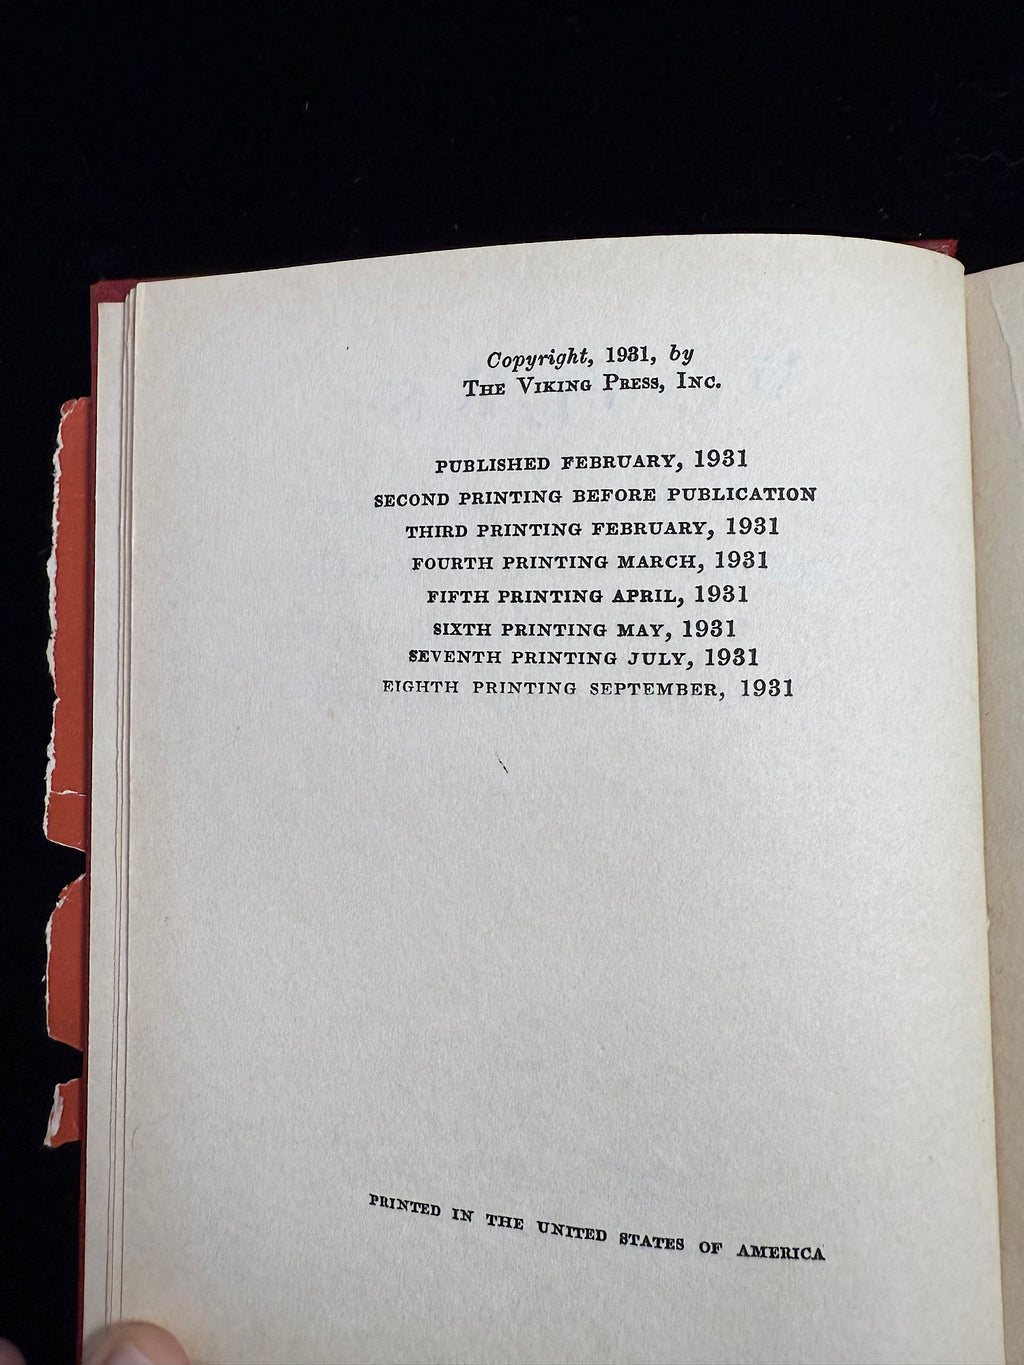 Copyright, 1931, by
THE VIKING PRESS, INC.
PUBLISHED FEBRUARY, 1931
SECOND PRINTING BEFORE PUBLICATION
THIRD PRINTING FEBRUARY, 1931
FOURTH PRINTING MARCH, 1931
FIFTH PRINTING APRIL, 1931
SIXTH PRINTING MAY, 1931
SEVENTH PRINTING JULY, 1931
EIGHTH PRINTING SEPTEMBER, 1931
PRINTED IN THE UNITED STATES OF AMERICA